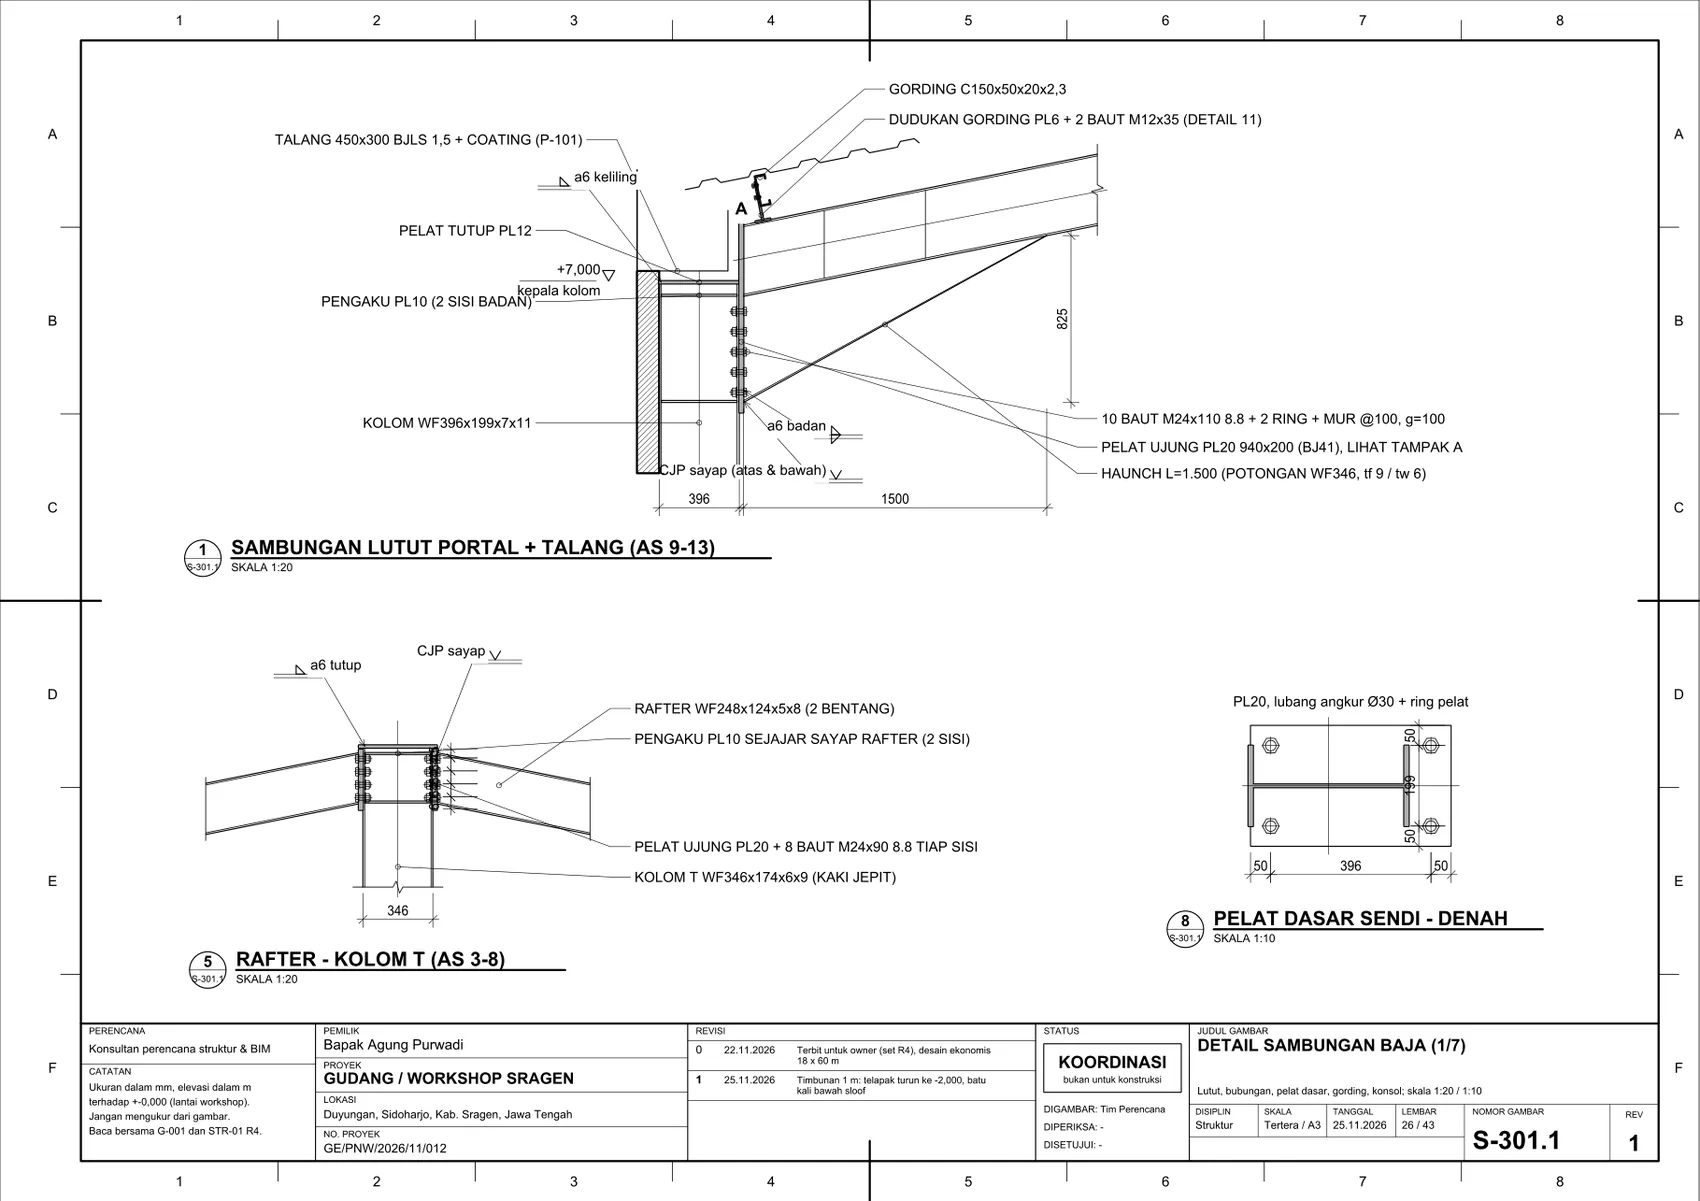 1 2 3 4 5 6 7 8
A A
B B
C C
D D
E E
F F
GORDING C150x50x20x2,3
DUDUKAN GORDING PL6 + 2 BAUT M12x35 (DETAIL 11)
TALANG 450x300 BJLS 1,5 + COATING (P-101)
a6 keliling
A
PELAT TUTUP PL12
+7,000
kepala kolom
PENGAKU PL10 (2 SISI BADAN)
825
KOLOM WF396x199x7x11
a6 badan
10 BAUT M24x110 8.8 + 2 RING + MUR @100, g=100
PELAT UJUNG PL20 940x200 (BJ41), LIHAT TAMPAK A
HAUNCH L=1.500 (POTONGAN WF346, tf 9 / tw 6)
CJP sayap (atas & bawah)
396
1500
1
S-301.1
SAMBUNGAN LUTUT PORTAL + TALANG (AS 9-13)
SKALA 1:20
CJP sayap
a6 tutup
RAFTER WF248x124x5x8 (2 BENTANG)
PENGAKU PL10 SEJAJAR SAYAP RAFTER (2 SISI)
PELAT UJUNG PL20 + 8 BAUT M24x90 8.8 TIAP SISI
KOLOM T WF346x174x6x9 (KAKI JEPIT)
346
5
S-301.1
RAFTER - KOLOM T (AS 3-8)
SKALA 1:20
PL20, lubang angkur Ø30 + ring pelat
50
199
50
50 396 50
8
S-301.1
PELAT DASAR SENDI - DENAH
SKALA 1:10
PERENCANA
Konsultan perencana struktur & BIM
CATATAN
Ukuran dalam mm, elevasi dalam m
terhadap +-0,000 (lantai workshop).
Jangan mengukur dari gambar.
Baca bersama G-001 dan STR-01 R4.
PEMILIK
Bapak Agung Purwadi
PROYEK
GUDANG / WORKSHOP SRAGEN
LOKASI
Duyungan, Sidoharjo, Kab. Sragen, Jawa Tengah
NO. PROYEK
GE/PNW/2026/11/012
REVISI
0 22.11.2026 Terbit untuk owner (set R4), desain ekonomis
18 x 60 m
1 25.11.2026 Timbunan 1 m: telapak turun ke -2,000, batu
kali bawah sloof
STATUS
KOORDINASI
bukan untuk konstruksi
DIGAMBAR: Tim Perencana
DIPERIKSA: -
DISETUJUI: -
JUDUL GAMBAR
DETAIL SAMBUNGAN BAJA (1/7)
Lutut, bubungan, pelat dasar, gording, konsol; skala 1:20 / 1:10
DISIPLIN
Struktur
SKALA
Tertera / A3
TANGGAL
25.11.2026
LEMBAR
26 / 43
NOMOR GAMBAR
S-301.1
REV
1
1 2 3 4 5 6 7 8